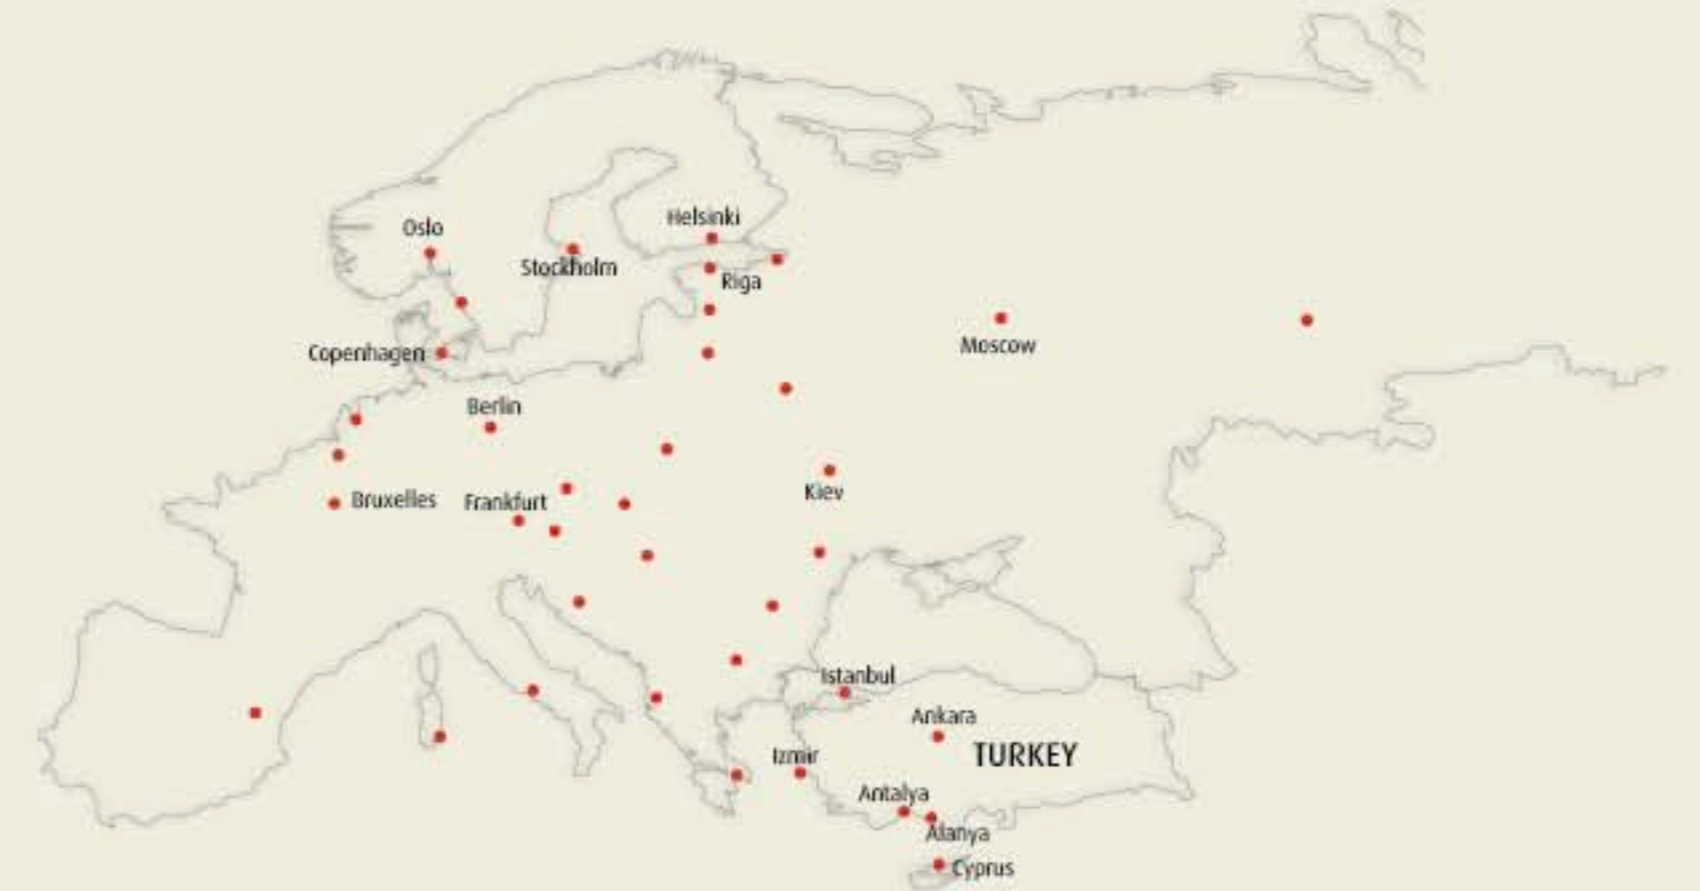 Helsinki
Oslo
Stockholm
Riga
Moscow
Copenhagen
Berlin
Kiev
Bruxelles
Frankfurt
Istanbul
Ankara
TURKEY
Izmir
Antalya
Alanya
Cyprus